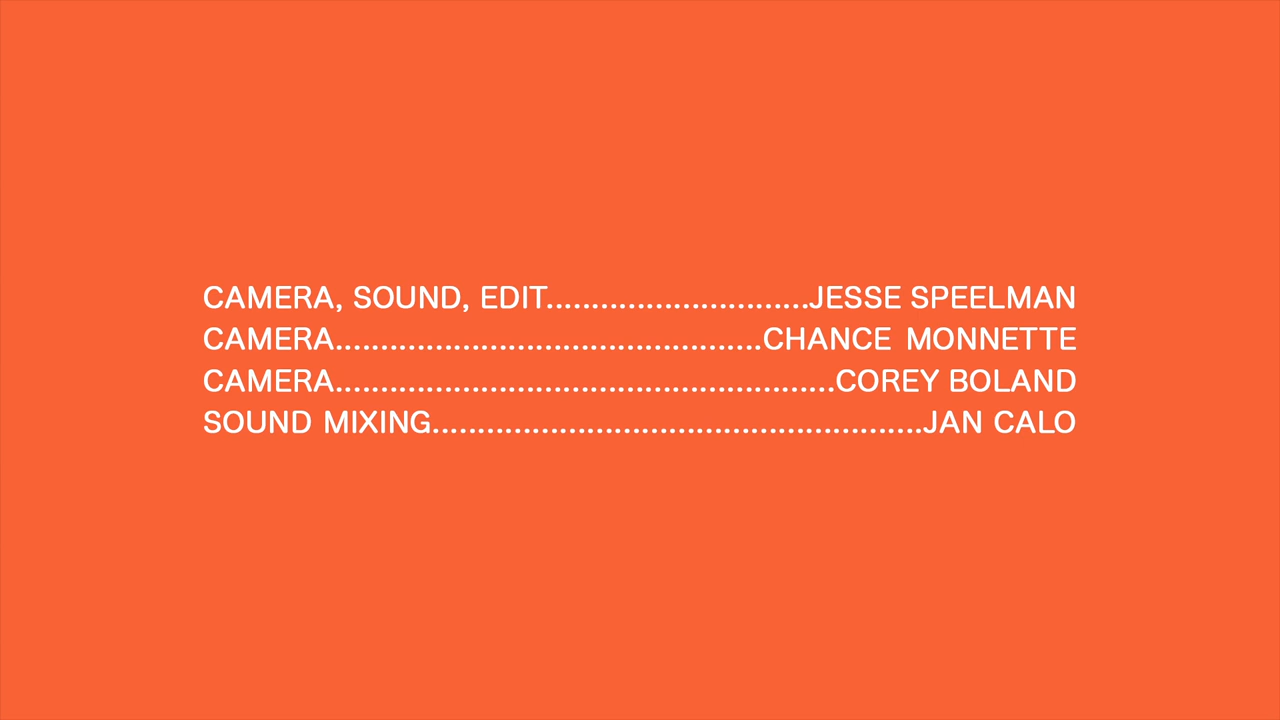 CAMERA, SOUND, EDIT.............................JESSE SPEELMAN
CAMERA...............................................CHANCE MONNETTE
CAMERA.......................................................COREY BOLAND
SOUND MIXING......................................................JAN CALO